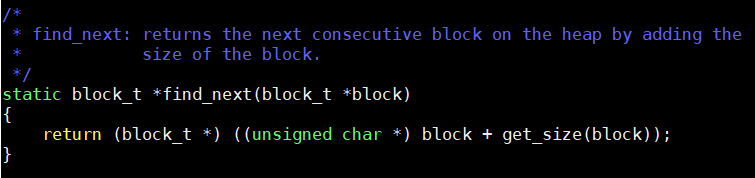 /*
 * find_next: returns the next consecutive block on the heap by adding the
 *            size of the block.
 */
static block_t *find_next(block_t *block)
{
    return (block_t *) ((unsigned char *) block + get_size(block));
}